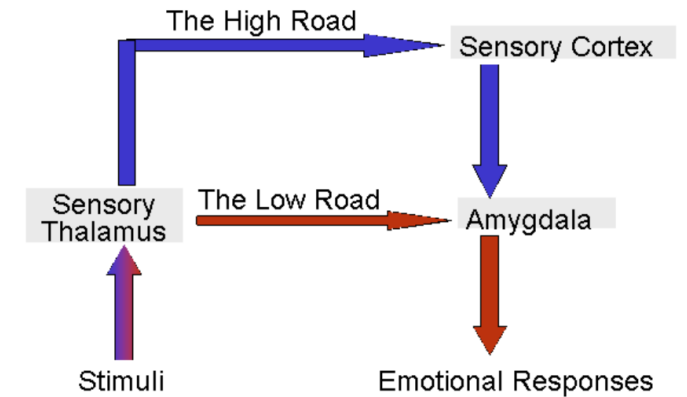 The High Road
Sensory Cortex
The Low Road
Sensory
Thalamus
Amygdala
Stimuli
Emotional Responses